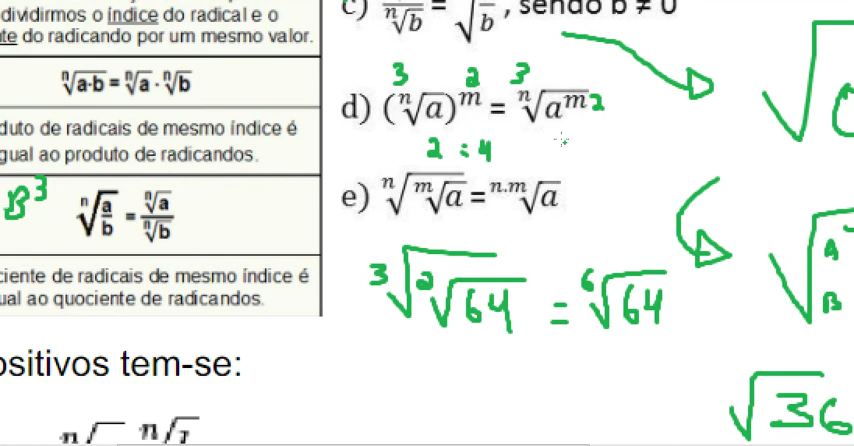 dividirmos o índice do radical e o
te do radicando por um mesmo valor.
ⁿ√a·b = ⁿ√a · ⁿ√b
duto de radicais de mesmo índice é
gual ao produto de radicandos.
B³
ⁿ√(a/b) = ⁿ√a / ⁿ√b
ciente de radicais de mesmo índice é
ual ao quociente de radicandos.
ositivos tem-se:
n√ n√
c) ⁿ√b = √ b , sendo b ≠ 0
3 2 3
d) (ⁿ√a)ᵐ = ⁿ√aᵐ 2
2 : 4
e) ⁿ√(ᵐ√a) = ⁿ·ᵐ√a
³√(²√64) = ⁶√64
√
√ A
B
√36